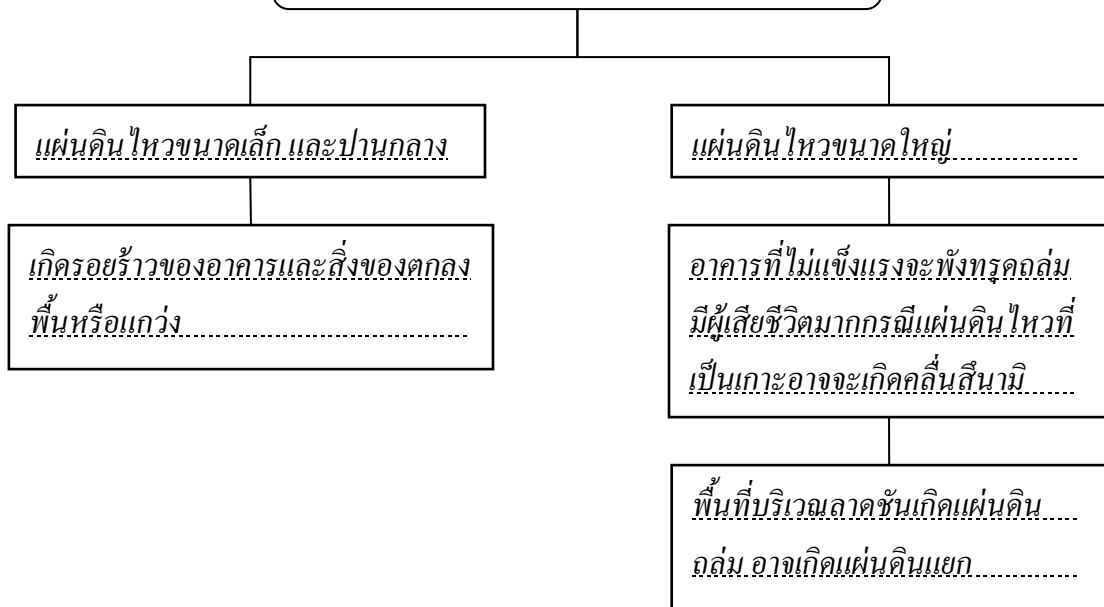 แผ่นดินไหวขนาดเล็ก และปานกลาง
แผ่นดินไหวขนาดใหญ่
เกิดรอยร้าวของอาคารและสิ่งของตกลง
พื้นหรือแกว่ง
อาคารที่ไม่แข็งแรงจะพังทรุดถล่ม
มีผู้เสียชีวิตมากกรณีแผ่นดินไหวที่
เป็นเกาะอาจจะเกิดคลื่นสึนามิ
พื้นที่บริเวณลาดชันเกิดแผ่นดิน
ถล่ม อาจเกิดแผ่นดินแยก